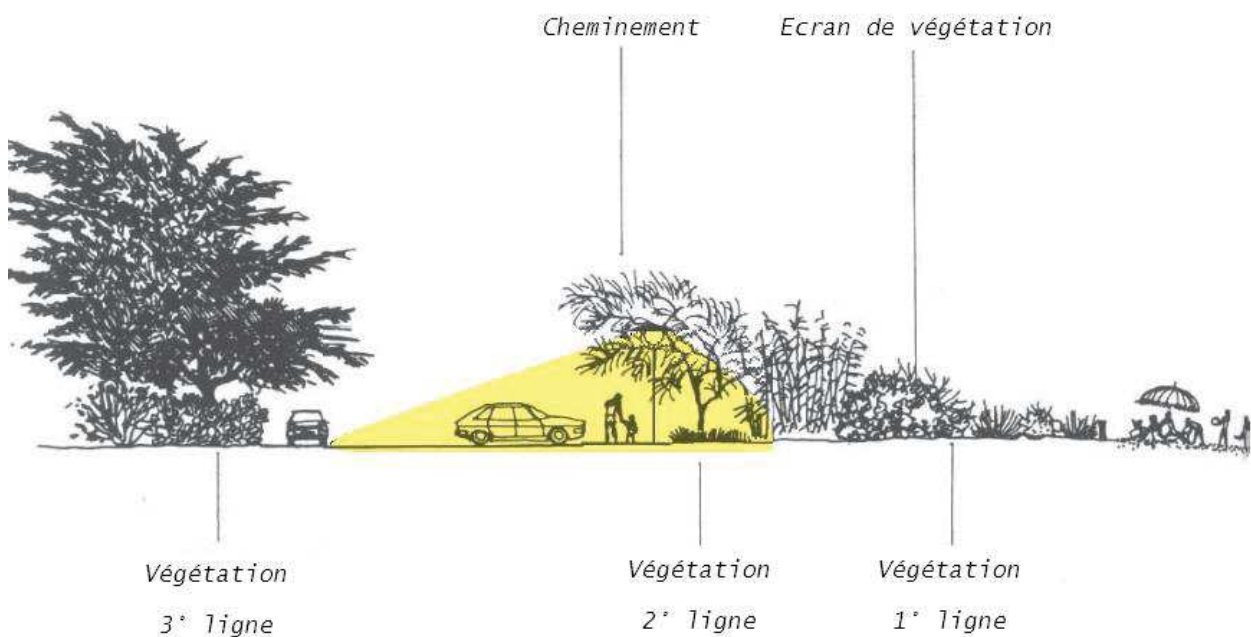 Cheminement
Ecran de végétation
Végétation
3° ligne
Végétation
2° ligne
Végétation
1° ligne